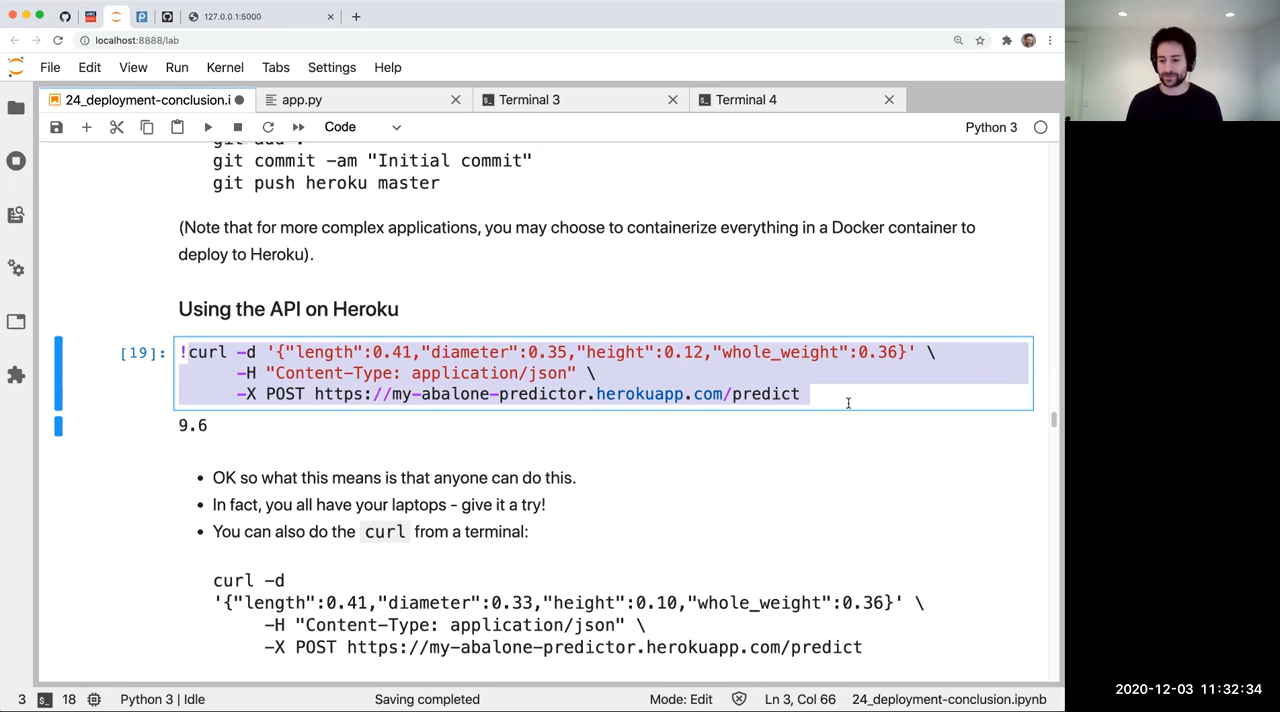 127.0.0.1:5000
localhost:8888/lab
File Edit View Run Kernel Tabs Settings Help
24_deployment-conclusion.i app.py Terminal 3 Terminal 4
Code Python 3
git add .
git commit -am "Initial commit"
git push heroku master
(Note that for more complex applications, you may choose to containerize everything in a Docker container to
deploy to Heroku).
Using the API on Heroku
[19]: !curl -d '{"length":0.41,"diameter":0.35,"height":0.12,"whole_weight":0.36}' \
-H "Content-Type: application/json" \
-X POST https://my-abalone-predictor.herokuapp.com/predict
9.6
• OK so what this means is that anyone can do this.
• In fact, you all have your laptops - give it a try!
• You can also do the curl from a terminal:
curl -d
'{"length":0.41,"diameter":0.33,"height":0.10,"whole_weight":0.36}' \
-H "Content-Type: application/json" \
-X POST https://my-abalone-predictor.herokuapp.com/predict
3 18 Python 3 | Idle Saving completed Mode: Edit Ln 3, Col 66 24_deployment-conclusion.ipynb
2020-12-03 11:32:34